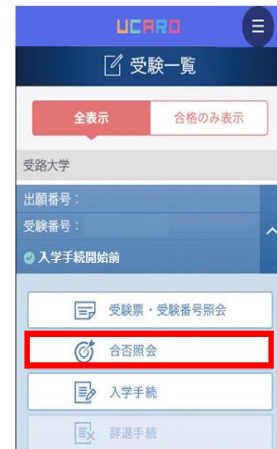 UCARO
受験一覧
全表示
合格のみ表示
受路大学
出願番号：
受験番号：
入学手続開始前
受験票・受験番号照会
合否照会
入学手続
辞退手続